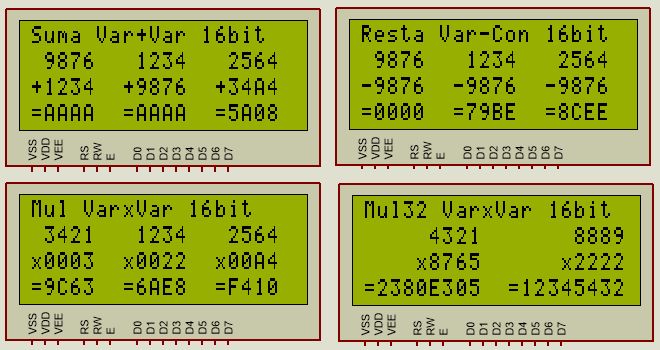 Suma Var+Var 16bit
9876 1234 2564
+1234 +9876 +34A4
=AAAA =AAAA =5A08
VSS VDD VEE RS RW E D0 D1 D2 D3 D4 D5 D6 D7
Resta Var-Con 16bit
9876 1234 2564
-9876 -9876 -9876
=0000 =79BE =8CEE
VSS VDD VEE RS RW E D0 D1 D2 D3 D4 D5 D6 D7
Mul VarxVar 16bit
3421 1234 2564
x0003 x0022 x00A4
=9C63 =6AE8 =F410
VSS VDD VEE RS RW E D0 D1 D2 D3 D4 D5 D6 D7
Mul32 VarxVar 16bit
4321 8889
x8765 x2222
=2380E305 =12345432
VSS VDD VEE RS RW E D0 D1 D2 D3 D4 D5 D6 D7